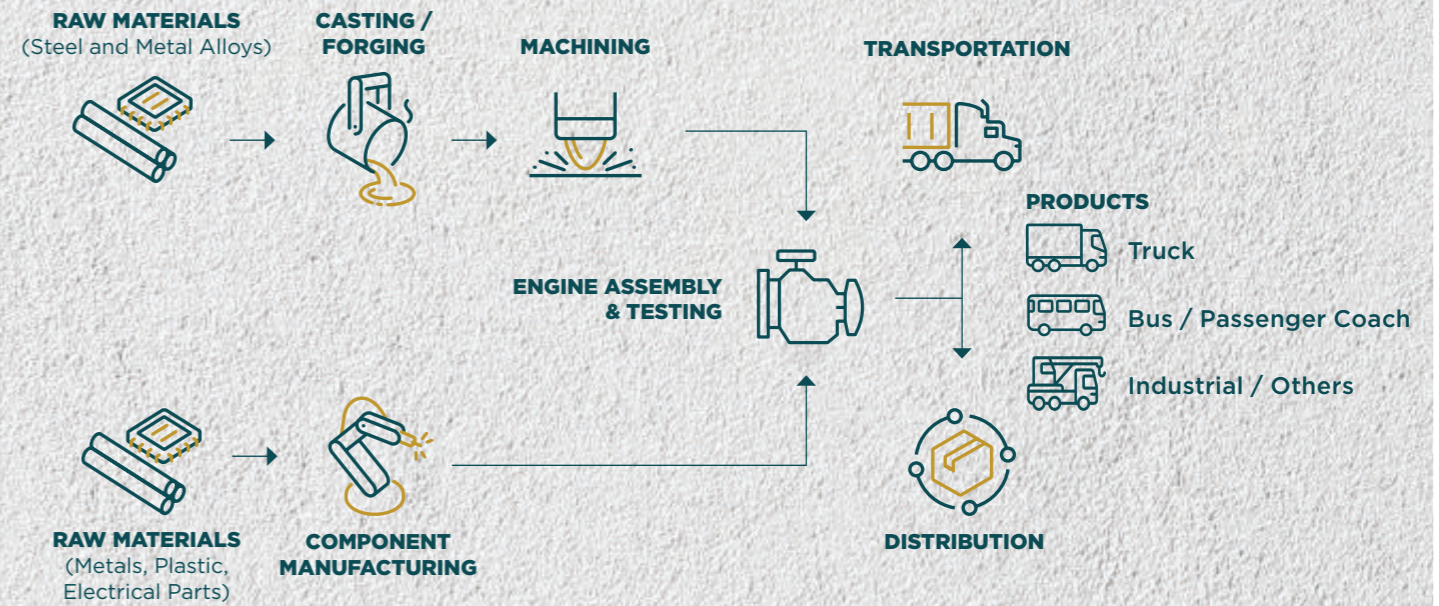 RAW MATERIALS
(Steel and Metal Alloys)
CASTING /
FORGING
MACHINING
TRANSPORTATION
PRODUCTS
Truck
Bus / Passenger Coach
Industrial / Others
ENGINE ASSEMBLY
& TESTING
RAW MATERIALS
(Metals, Plastic,
Electrical Parts)
COMPONENT
MANUFACTURING
DISTRIBUTION